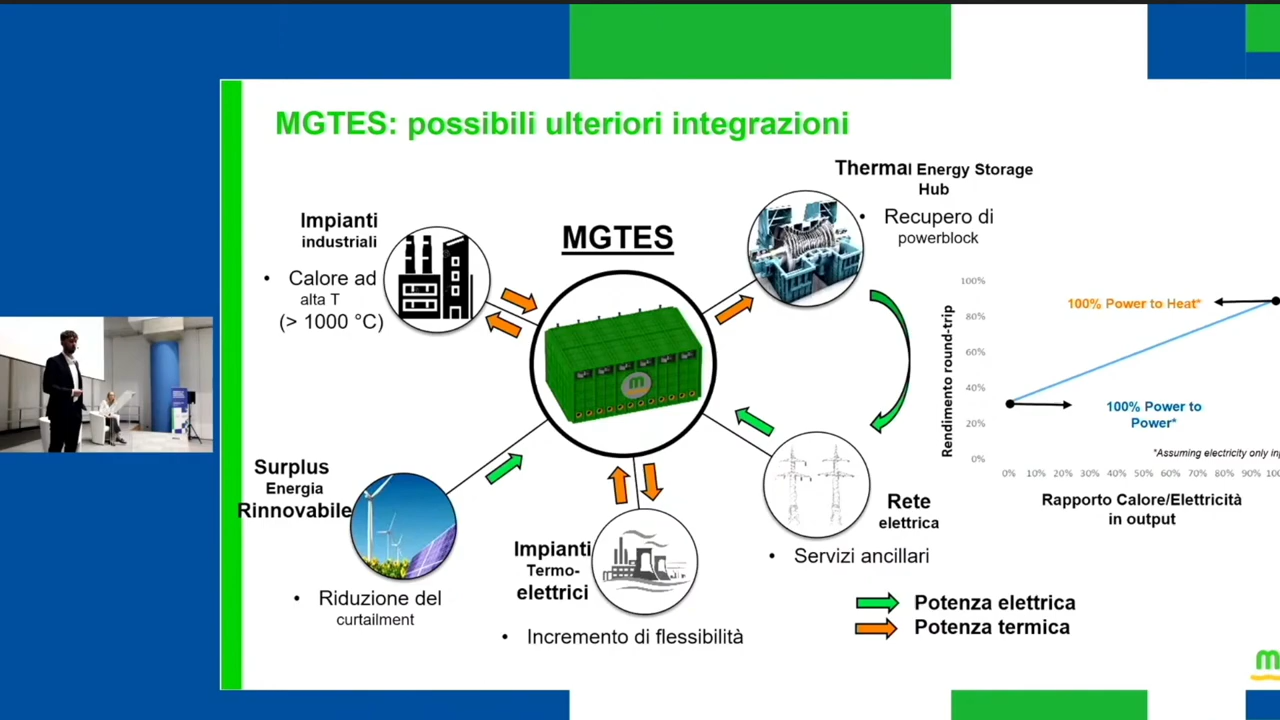 MGTES: possibili ulteriori integrazioni
Thermal Energy Storage
Hub
Recupero di
powerblock
Impianti
industriali
Calore ad
alta T
(> 1000 °C)
MGTES
m
Surplus
Energia
Rinnovabile
Riduzione del
curtailment
Impianti
Termo-
elettrici
Incremento di flessibilità
Rete
elettrica
Servizi ancillari
Potenza elettrica
Potenza termica
Rendimento round-trip
100%
80%
60%
40%
20%
0%
100% Power to Heat*
100% Power to
Power*
*Assuming electricity only
0% 10% 20% 30% 40% 50% 60% 70% 80% 90% 100
Rapporto Calore/Elettricità
in output
m